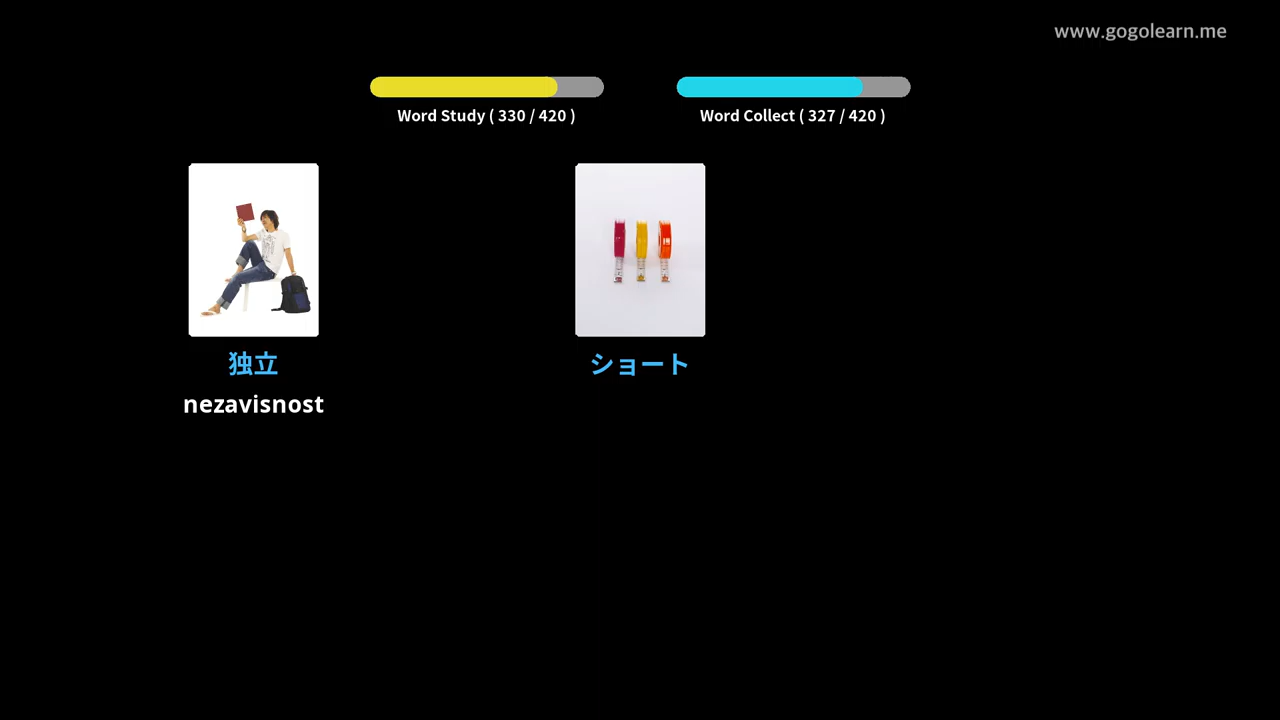 www.gogolearn.me
Word Study ( 330 / 420 )
Word Collect ( 327 / 420 )
独立
ショート
nezavisnost